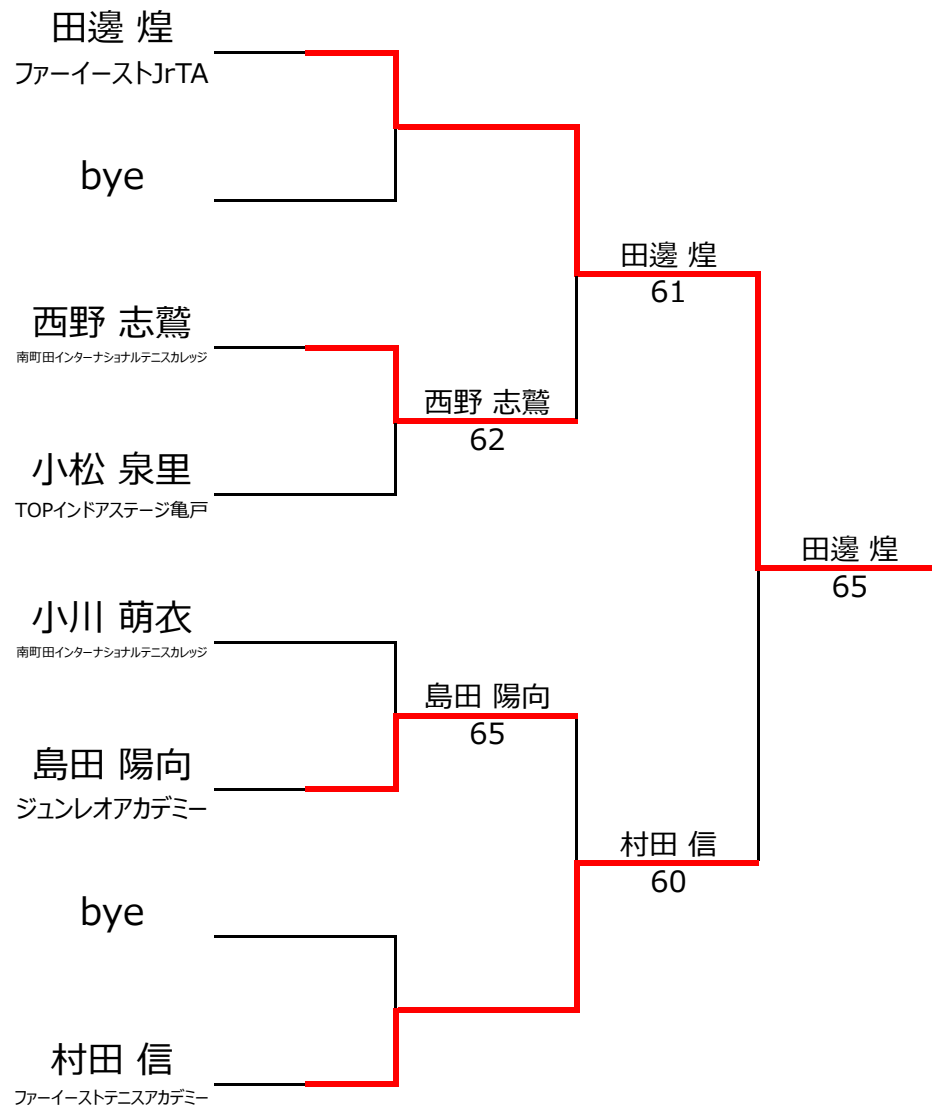 田邊 煌
ファーイーストJrTA
bye
西野 志鷲
南町田インターナショナルテニスカレッジ
小松 泉里
TOPインドアステージ亀戸
小川 萌衣
南町田インターナショナルテニスカレッジ
島田 陽向
ジュンレオアカデミー
bye
村田 信
ファーイーストテニスアカデミー
西野 志鷲
62
島田 陽向
65
田邊 煌
61
村田 信
60
田邊 煌
65